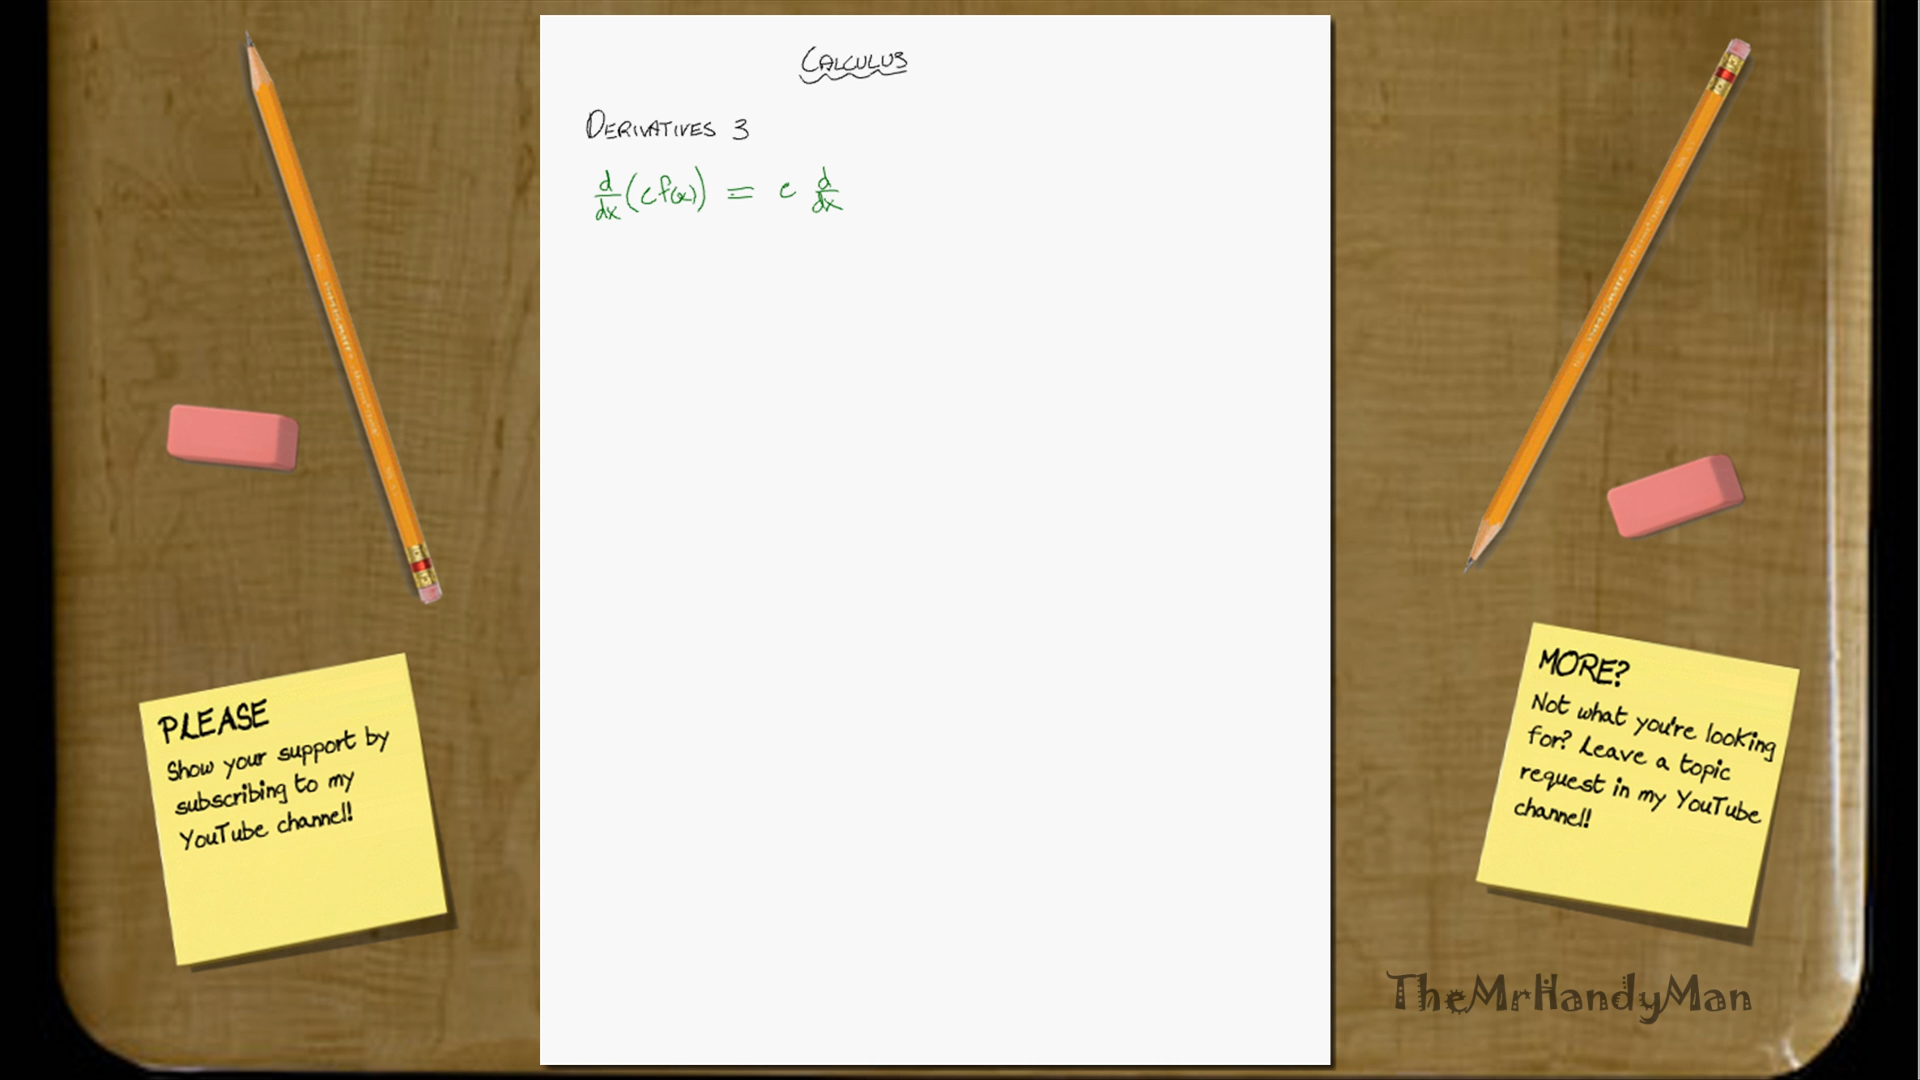 CALCULUS
DERIVATIVES 3
d/dx (cf(x)) = c d/dx
PLEASE
Show your support by
subscribing to my
YouTube channel!
MORE?
Not what you're looking
for? Leave a topic
request in my YouTube
channel!
TheMrHandyMan